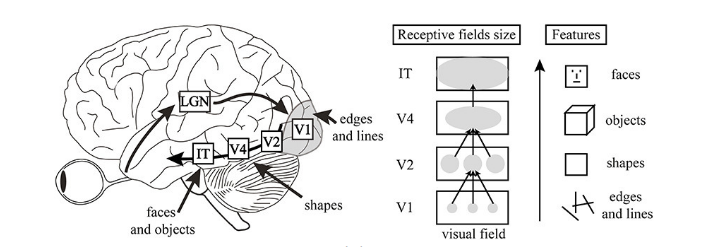 LGN
V1
V2
V4
IT
edges
and lines
shapes
faces
and objects
Receptive fields size
IT
V4
V2
V1
visual field
Features
faces
objects
shapes
edges
and lines